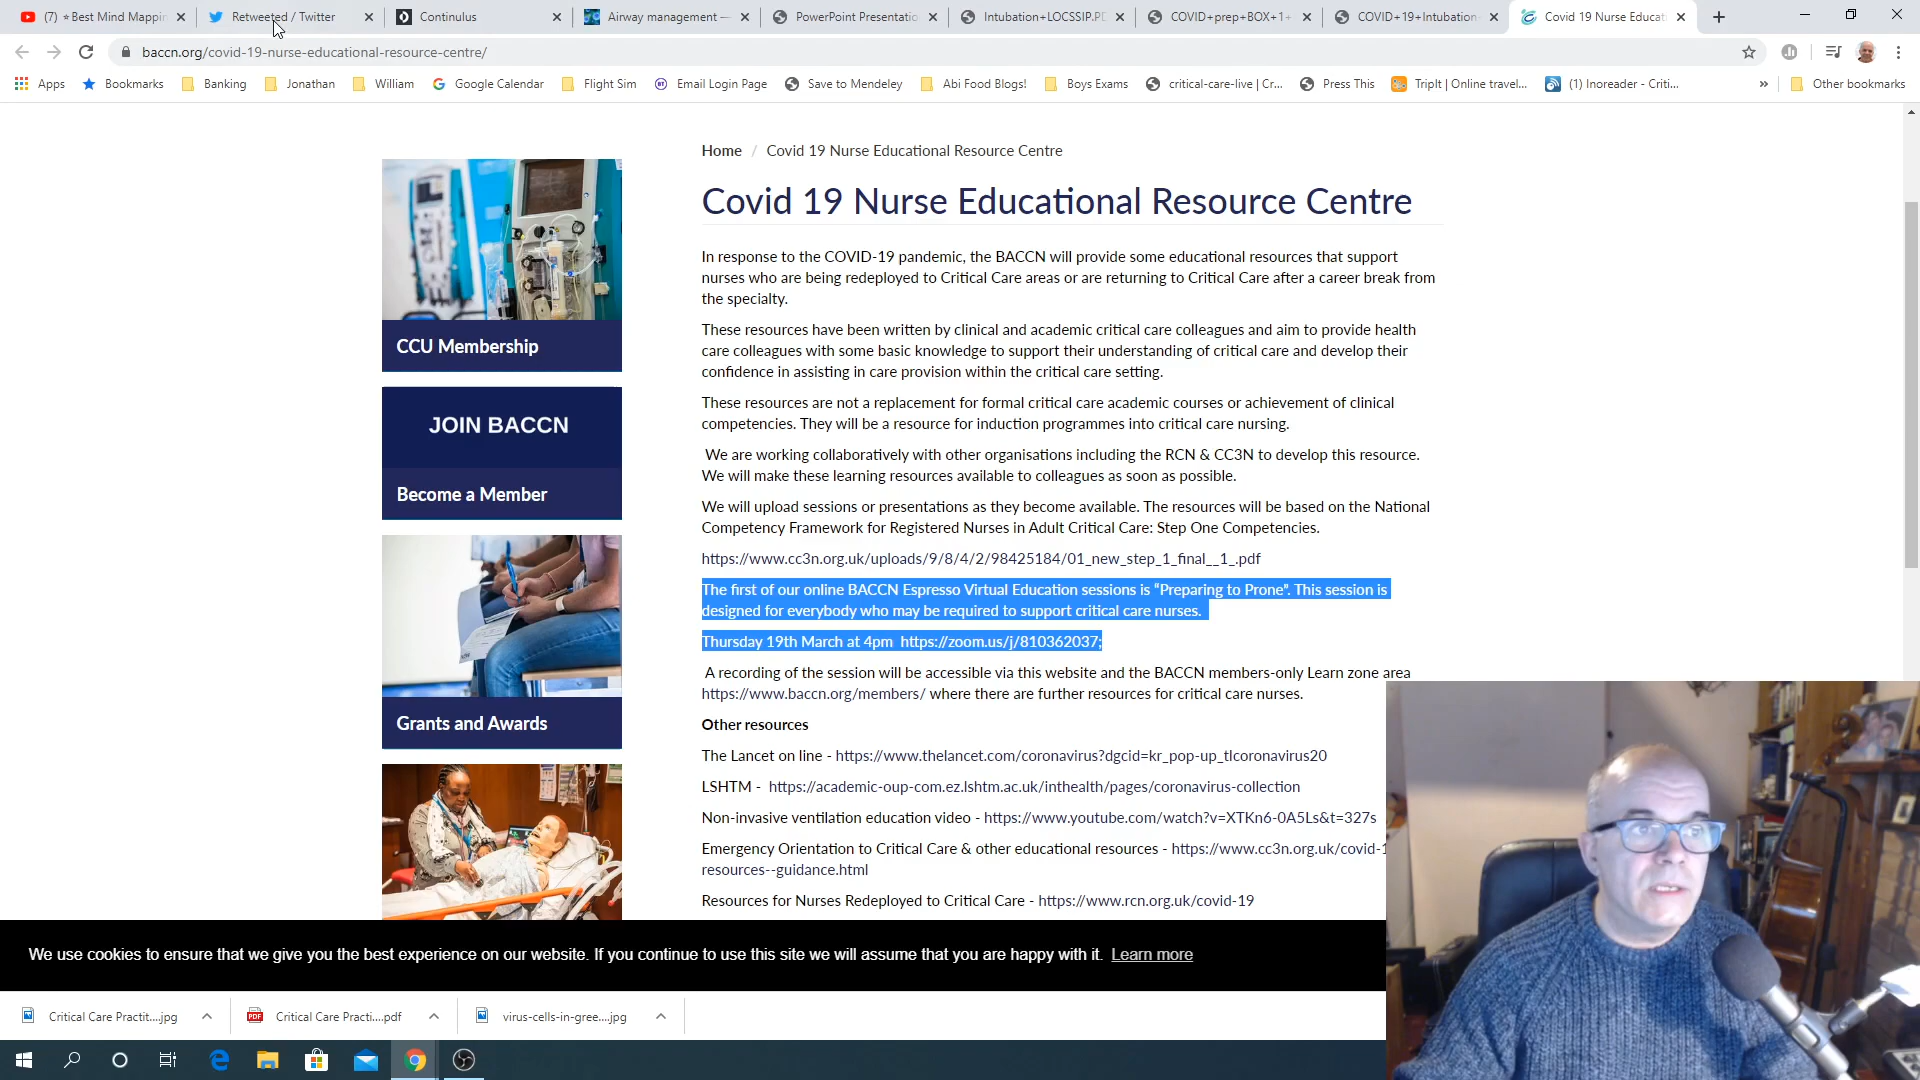 (7) ⭐Best Mind Mappi
Retweeted / Twitter
Continulus
Airway management —
PowerPoint Presentatio
Intubation+LOCSSIP.PD
COVID+prep+BOX+1+
COVID+19+Intubation
Covid 19 Nurse Educat
baccn.org/covid-19-nurse-educational-resource-centre/
Apps
Bookmarks
Banking
Jonathan
William
Google Calendar
Flight Sim
Email Login Page
Save to Mendeley
Abi Food Blogs!
Boys Exams
critical-care-live | Cr...
Press This
TripIt | Online travel...
(1) Inoreader - Criti...
»
Other bookmarks
Home / Covid 19 Nurse Educational Resource Centre
Covid 19 Nurse Educational Resource Centre
In response to the COVID-19 pandemic, the BACCN will provide some educational resources that support
nurses who are being redeployed to Critical Care areas or are returning to Critical Care after a career break from
the specialty.
These resources have been written by clinical and academic critical care colleagues and aim to provide health
care colleagues with some basic knowledge to support their understanding of critical care and develop their
confidence in assisting in care provision within the critical care setting.
These resources are not a replacement for formal critical care academic courses or achievement of clinical
competencies. They will be a resource for induction programmes into critical care nursing.
We are working collaboratively with other organisations including the RCN & CC3N to develop this resource.
We will make these learning resources available to colleagues as soon as possible.
We will upload sessions or presentations as they become available. The resources will be based on the National
Competency Framework for Registered Nurses in Adult Critical Care: Step One Competencies.
https://www.cc3n.org.uk/uploads/9/8/4/2/98425184/01_new_step_1_final__1_.pdf
The first of our online BACCN Espresso Virtual Education sessions is “Preparing to Prone”. This session is
designed for everybody who may be required to support critical care nurses.
Thursday 19th March at 4pm https://zoom.us/j/810362037;
A recording of the session will be accessible via this website and the BACCN members-only Learn zone area
https://www.baccn.org/members/ where there are further resources for critical care nurses.
Other resources
The Lancet on line - https://www.thelancet.com/coronavirus?dgcid=kr_pop-up_tlcoronavirus20
LSHTM - https://academic-oup-com.ez.lshtm.ac.uk/inthealth/pages/coronavirus-collection
Non-invasive ventilation education video - https://www.youtube.com/watch?v=XTKn6-0A5Ls&t=327s
Emergency Orientation to Critical Care & other educational resources - https://www.cc3n.org.uk/covid-1
resources--guidance.html
Resources for Nurses Redeployed to Critical Care - https://www.rcn.org.uk/covid-19
CCU Membership
JOIN BACCN
Become a Member
Grants and Awards
We use cookies to ensure that we give you the best experience on our website. If you continue to use this site we will assume that you are happy with it. Learn more
Critical Care Practit....jpg
Critical Care Practi....pdf
virus-cells-in-gree....jpg